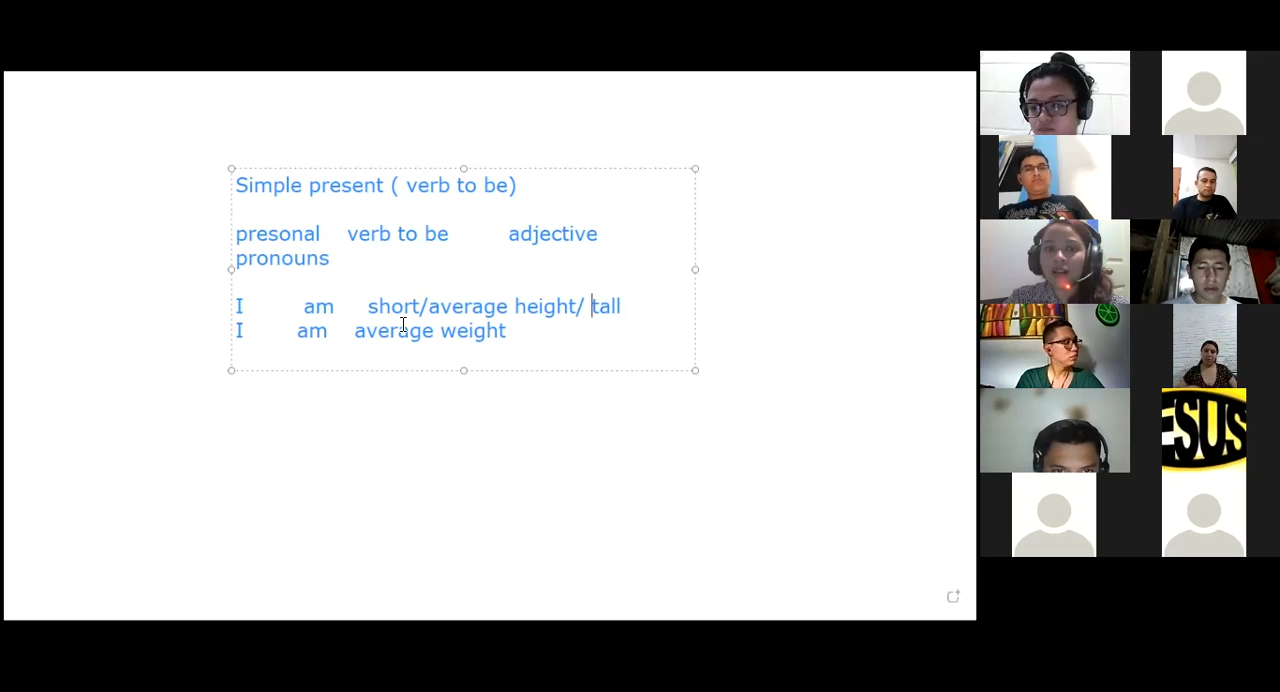 Simple present ( verb to be)
presonal verb to be adjective
pronouns
I am short/average height/ tall
I am average weight
ESUS